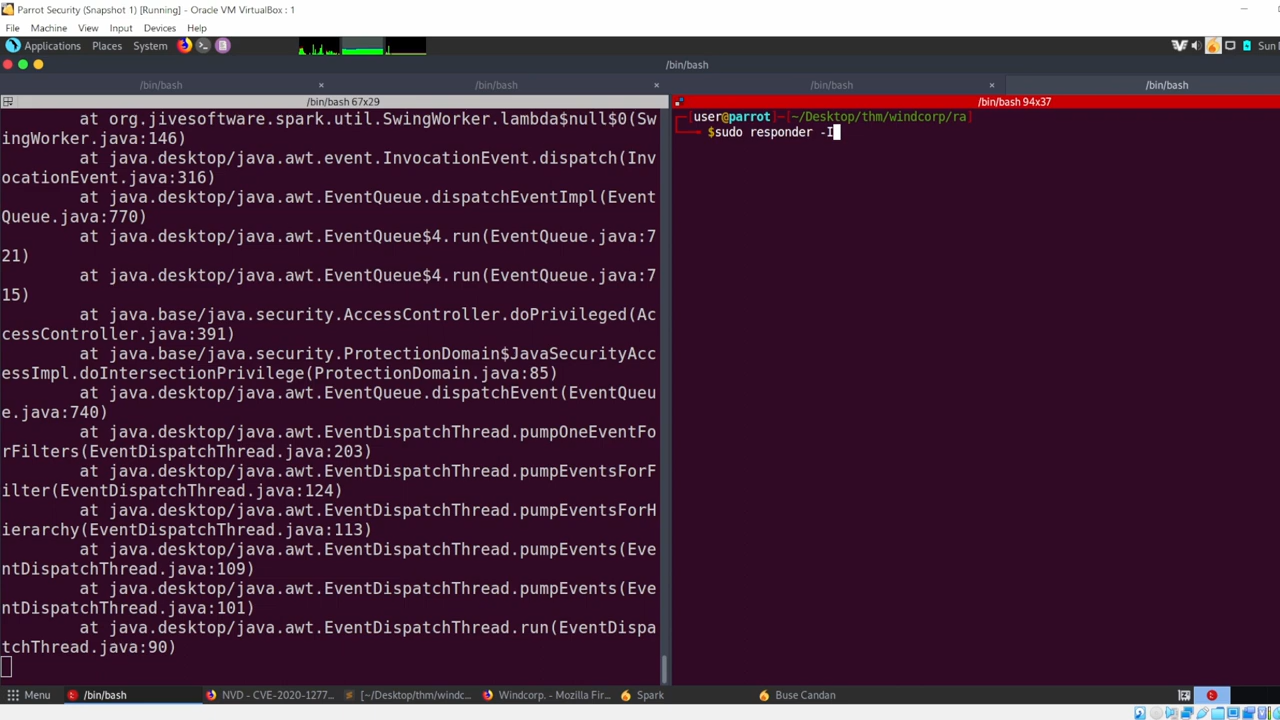 Parrot Security (Snapshot 1) [Running] - Oracle VM VirtualBox : 1
File Machine View Input Devices Help
Applications Places System Sun
/bin/bash
/bin/bash × /bin/bash × /bin/bash × /bin/bash
/bin/bash 67x29
at org.jivesoftware.spark.util.SwingWorker.lambda$null$0(Sw
ingWorker.java:146)
at java.desktop/java.awt.event.InvocationEvent.dispatch(Inv
ocationEvent.java:316)
at java.desktop/java.awt.EventQueue.dispatchEventImpl(Event
Queue.java:770)
at java.desktop/java.awt.EventQueue$4.run(EventQueue.java:7
21)
at java.desktop/java.awt.EventQueue$4.run(EventQueue.java:7
15)
at java.base/java.security.AccessController.doPrivileged(Ac
cessController.java:391)
at java.base/java.security.ProtectionDomain$JavaSecurityAcc
essImpl.doIntersectionPrivilege(ProtectionDomain.java:85)
at java.desktop/java.awt.EventQueue.dispatchEvent(EventQueu
e.java:740)
at java.desktop/java.awt.EventDispatchThread.pumpOneEventFo
rFilters(EventDispatchThread.java:203)
at java.desktop/java.awt.EventDispatchThread.pumpEventsForF
ilter(EventDispatchThread.java:124)
at java.desktop/java.awt.EventDispatchThread.pumpEventsForH
ierarchy(EventDispatchThread.java:113)
at java.desktop/java.awt.EventDispatchThread.pumpEvents(Eve
ntDispatchThread.java:109)
at java.desktop/java.awt.EventDispatchThread.pumpEvents(Eve
ntDispatchThread.java:101)
at java.desktop/java.awt.EventDispatchThread.run(EventDispa
tchThread.java:90)
/bin/bash 94x37
[user@parrot]-[~/Desktop/thm/windcorp/ra]
$sudo responder -I
Menu /bin/bash NVD - CVE-2020-1277... [~/Desktop/thm/windc... Windcorp. - Mozilla Fir... Spark Buse Candan